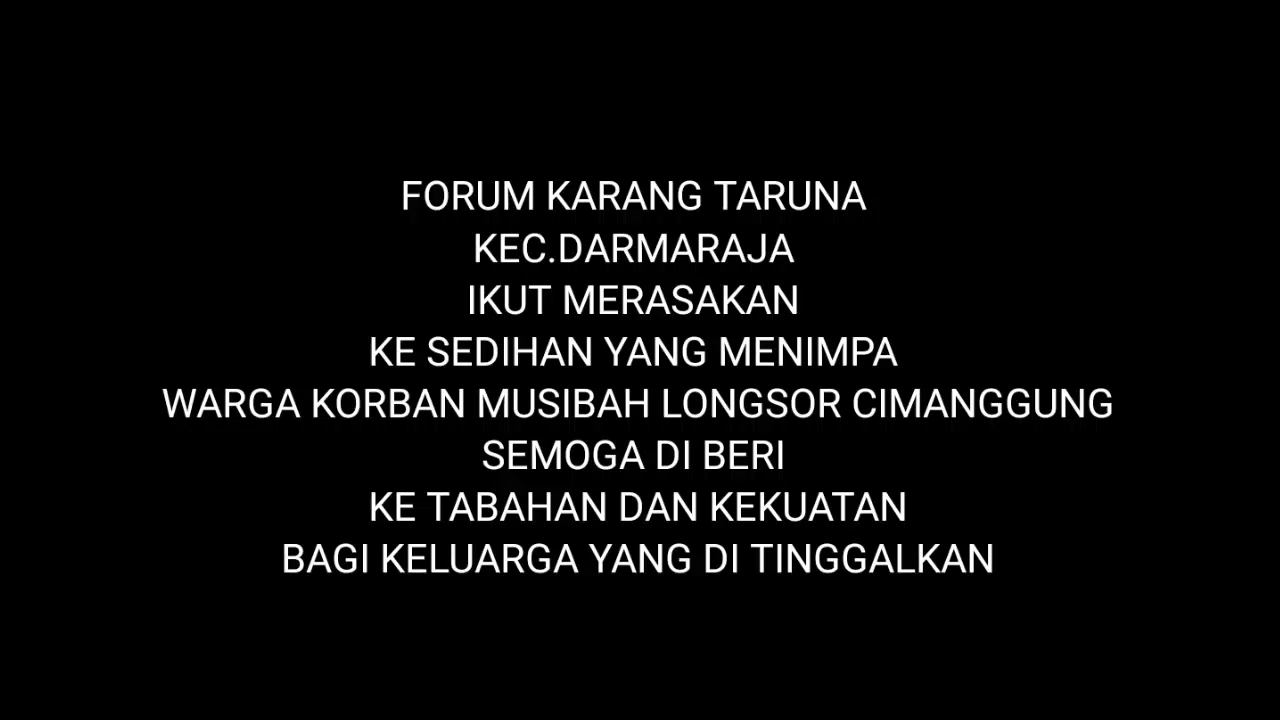 FORUM KARANG TARUNA
KEC.DARMARAJA
IKUT MERASAKAN
KE SEDIHAN YANG MENIMPA
WARGA KORBAN MUSIBAH LONGSOR CIMANGGUNG
SEMOGA DI BERI
KE TABAHAN DAN KEKUATAN
BAGI KELUARGA YANG DI TINGGALKAN